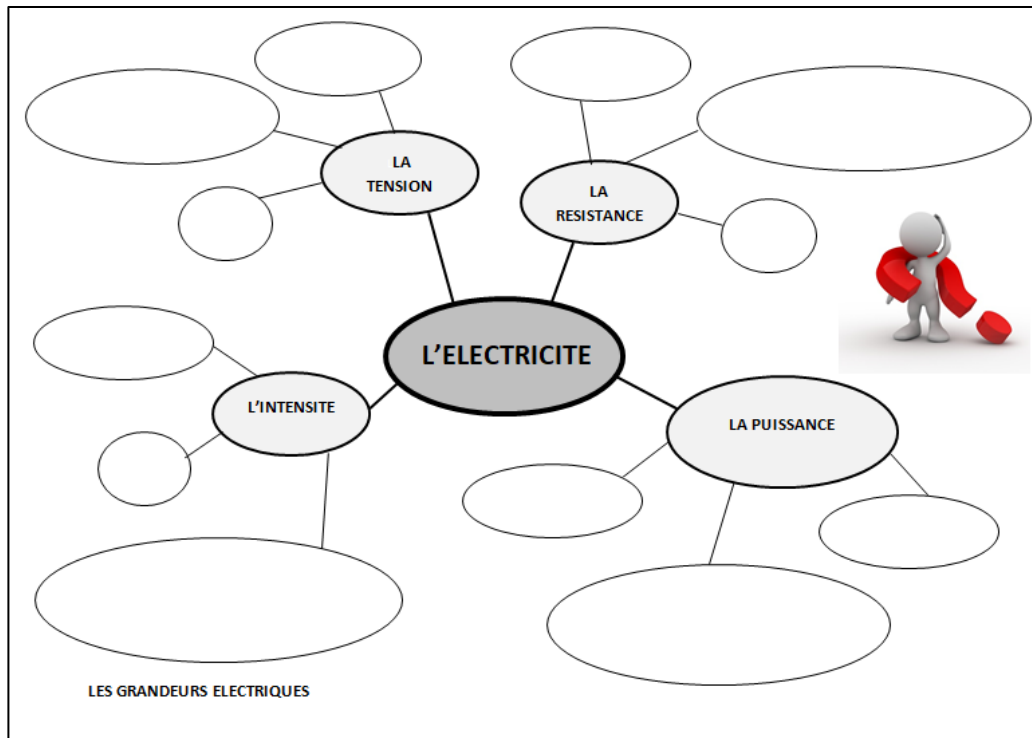 LA
TENSION
LA
RESISTANCE
L'ELECTRICITE
L'INTENSITE
LA PUISSANCE
LES GRANDEURS ELECTRIQUES